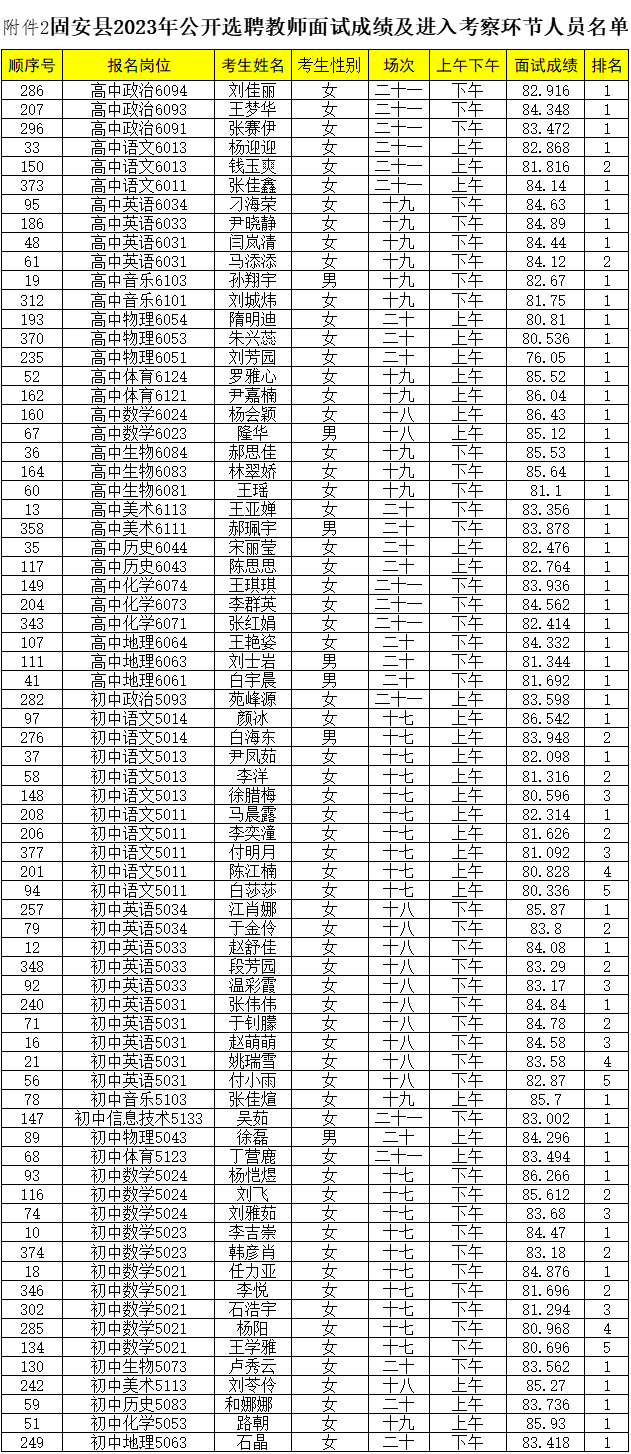 附件2固安县2023年公开选聘教师面试成绩及进入考察环节人员名单
顺序号 报名岗位 考生姓名 考生性别 场次 上午下午 面试成绩 排名
286 高中政治6094 刘佳丽 女 二十一 下午 82.916 1
207 高中政治6093 王梦华 女 二十一 下午 84.348 1
296 高中政治6091 张赛伊 女 二十一 下午 83.472 1
33 高中语文6013 杨迎迎 女 二十一 上午 82.868 1
150 高中语文6013 钱玉爽 女 二十一 上午 81.816 2
373 高中语文6011 张佳鑫 女 二十一 上午 84.14 1
95 高中英语6034 刁海荣 女 十九 下午 84.63 1
186 高中英语6033 尹晓静 女 十九 下午 84.89 1
48 高中英语6031 闫岚清 女 十九 下午 84.44 1
61 高中英语6031 马添添 女 十九 下午 84.12 2
19 高中音乐6103 孙翔宇 男 十九 下午 82.67 1
312 高中音乐6101 刘城炜 女 十九 下午 81.75 1
193 高中物理6054 隋明迪 女 二十 上午 80.81 1
370 高中物理6053 朱兴蕊 女 二十 上午 80.536 1
235 高中物理6051 刘芳园 女 二十 上午 76.05 1
52 高中体育6124 罗雅心 女 十九 上午 85.52 1
162 高中体育6121 尹嘉楠 女 十九 上午 86.04 1
160 高中数学6024 杨会颖 女 十八 上午 86.43 1
67 高中数学6023 隆华 男 十八 上午 85.12 1
36 高中生物6084 郝思佳 女 十九 下午 85.53 1
164 高中生物6083 林翠娇 女 十九 下午 85.64 1
60 高中生物6081 王瑶 女 十九 下午 81.1 1
13 高中美术6113 王亚婵 女 二十 下午 83.356 1
358 高中美术6111 郝珮宇 男 二十 下午 83.878 1
35 高中历史6044 宋丽莹 女 二十 上午 82.476 1
117 高中历史6043 陈思思 女 二十 上午 82.764 1
149 高中化学6074 王琪琪 女 二十一 下午 83.936 1
204 高中化学6073 李群英 女 二十一 下午 84.562 1
343 高中化学6071 张红娟 女 二十一 下午 82.414 1
107 高中地理6064 王艳姿 女 二十 下午 84.332 1
111 高中地理6063 刘士岩 男 二十 下午 81.344 1
41 高中地理6061 白宇晨 男 二十 下午 81.692 1
282 初中政治5093 苑峰源 女 二十一 上午 83.598 1
97 初中语文5014 颜冰 女 十七 上午 86.542 1
276 初中语文5014 白海东 男 十七 上午 83.948 2
37 初中语文5013 尹凤茹 女 十七 上午 82.098 1
58 初中语文5013 李洋 女 十七 上午 81.316 2
148 初中语文5013 徐腊梅 女 十七 上午 80.596 3
208 初中语文5011 马晨露 女 十七 上午 82.314 1
206 初中语文5011 李奕潼 女 十七 上午 81.626 2
377 初中语文5011 付明月 女 十七 上午 81.092 3
201 初中语文5011 陈江楠 女 十七 上午 80.828 4
94 初中语文5011 白莎莎 女 十七 上午 80.336 5
257 初中英语5034 江肖娜 女 十八 下午 85.87 1
79 初中英语5034 于金伶 女 十八 下午 83.8 2
12 初中英语5033 赵舒佳 女 十八 下午 84.08 1
348 初中英语5033 段芳园 女 十八 下午 83.29 2
92 初中英语5033 温彩霞 女 十八 下午 83.17 3
240 初中英语5031 张伟伟 女 十八 下午 84.84 1
71 初中英语5031 于钊朦 女 十八 下午 84.78 2
16 初中英语5031 赵萌萌 女 十八 下午 84.58 3
21 初中英语5031 姚瑞雪 女 十八 下午 83.58 4
56 初中英语5031 付小雨 女 十八 下午 82.87 5
78 初中音乐5103 张佳煊 女 十九 上午 85.7 1
147 初中信息技术5133 吴茹 女 二十一 下午 83.002 1
89 初中物理5043 徐磊 男 二十 上午 84.296 1
68 初中体育5123 丁营鹿 女 二十一 上午 83.494 1
93 初中数学5024 杨恺煜 女 十七 下午 86.266 1
116 初中数学5024 刘飞 女 十七 下午 85.612 2
74 初中数学5024 刘雅茹 女 十七 下午 83.68 3
10 初中数学5023 李吉崇 女 十七 下午 84.47 1
374 初中数学5023 韩彦肖 女 十七 下午 83.18 2
18 初中数学5021 任力亚 女 十七 下午 84.876 1
346 初中数学5021 李悦 女 十七 下午 81.696 2
302 初中数学5021 石浩宇 女 十七 下午 81.294 3
285 初中数学5021 杨阳 女 十七 下午 80.968 4
134 初中数学5021 王学雅 女 十七 下午 80.696 5
130 初中生物5073 卢秀云 女 二十 下午 83.562 1
242 初中美术5113 刘苓伶 女 十八 上午 85.27 1
59 初中历史5083 和娜娜 女 二十 上午 83.736 1
51 初中化学5053 路朝 女 十九 上午 85.93 1
249 初中地理5063 石晶 女 二十 下午 83.418 1